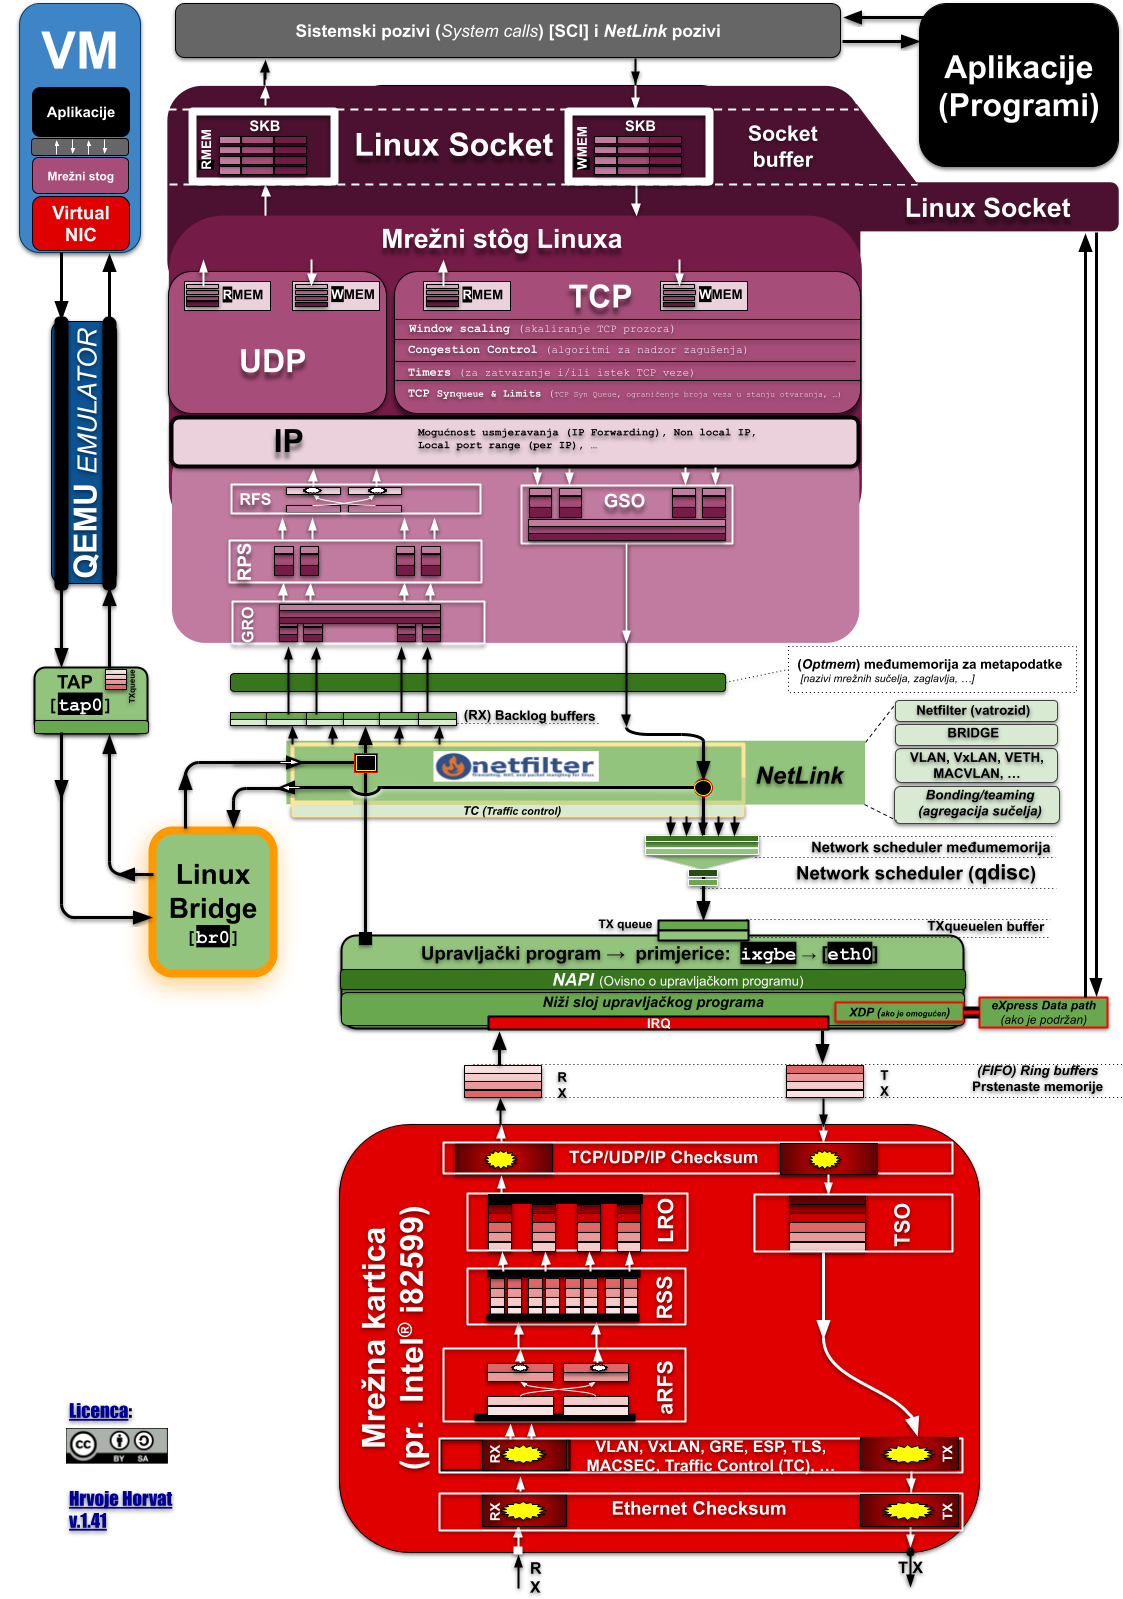 VM
Aplikacije
Mrežni stog
Virtual
NIC
QEMU EMULATOR
TAP
[tap0]
TXqueue
Linux
Bridge
[br0]
Sistemski pozivi (System calls) [SCI] i NetLink pozivi
Aplikacije
(Programi)
RMEM
SKB
Linux Socket
WMEM
SKB
Socket
buffer
Linux Socket
Mrežni stôg Linuxa
RMEM
WMEM
UDP
RMEM
TCP
WMEM
Window scaling (skaliranje TCP prozora)
Congestion Control (algoritmi za nadzor zagušenja)
Timers (za zatvaranje i/ili istek TCP veze)
TCP Synqueue & Limits (TCP Syn Queue, ograničenje broja veza u stanju otvaranja, …)
IP
Mogućnost usmjeravanja (IP Forwarding), Non local IP,
Local port range (per IP), …
RFS
GSO
RPS
GRO
(Optmem) međumemorija za metapodatke
[nazivi mrežnih sučelja, zaglavlja, …]
(RX) Backlog buffers
netfilter
NetLink
TC (Traffic control)
Netfilter (vatrozid)
BRIDGE
VLAN, VxLAN, VETH,
MACVLAN, …
Bonding/teaming
(agregacija sučelja)
Network scheduler međumemorija
Network scheduler (qdisc)
TX queue
TXqueuelen buffer
Upravljački program → primjerice: ixgbe → [eth0]
NAPI (Ovisno o upravljačkom programu)
Niži sloj upravljačkog programa
IRQ
XDP (ako je omogućen)
eXpress Data path
(ako je podržan)
R
X
T
X
(FIFO) Ring buffers
Prstenaste memorije
Mrežna kartica
(pr. Intel® i82599)
TCP/UDP/IP Checksum
LRO
TSO
RSS
aRFS
RX
VLAN, VxLAN, GRE, ESP, TLS,
MACSEC, Traffic Control (TC), …
TX
RX
Ethernet Checksum
TX
R
X
TX
Licenca:
cc
BY SA
Hrvoje Horvat
v.1.41